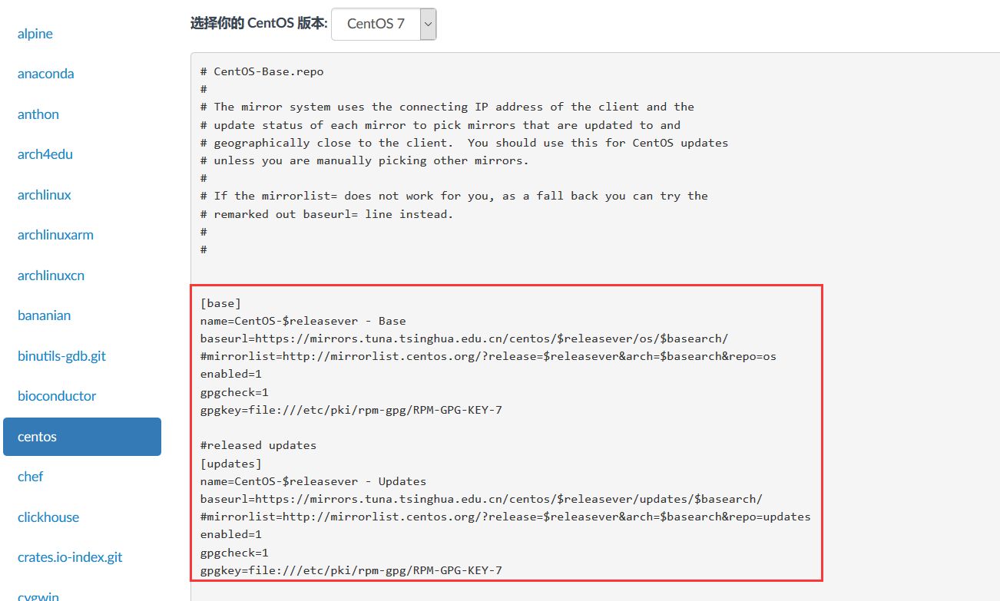 alpine
anaconda
anthon
arch4edu
archlinux
archlinuxarm
archlinuxcn
bananian
binutils-gdb.git
bioconductor
centos
chef
clickhouse
crates.io-index.git
cygwin
选择你的 CentOS 版本: CentOS 7
# CentOS-Base.repo
#
# The mirror system uses the connecting IP address of the client and the
# update status of each mirror to pick mirrors that are updated to and
# geographically close to the client.  You should use this for CentOS updates
# unless you are manually picking other mirrors.
#
# If the mirrorlist= does not work for you, as a fall back you can try the
# remarked out baseurl= line instead.
#
#
[base]
name=CentOS-$releasever - Base
baseurl=https://mirrors.tuna.tsinghua.edu.cn/centos/$releasever/os/$basearch/
#mirrorlist=http://mirrorlist.centos.org/?release=$releasever&arch=$basearch&repo=os
enabled=1
gpgcheck=1
gpgkey=file:///etc/pki/rpm-gpg/RPM-GPG-KEY-7
#released updates
[updates]
name=CentOS-$releasever - Updates
baseurl=https://mirrors.tuna.tsinghua.edu.cn/centos/$releasever/updates/$basearch/
#mirrorlist=http://mirrorlist.centos.org/?release=$releasever&arch=$basearch&repo=updates
enabled=1
gpgcheck=1
gpgkey=file:///etc/pki/rpm-gpg/RPM-GPG-KEY-7